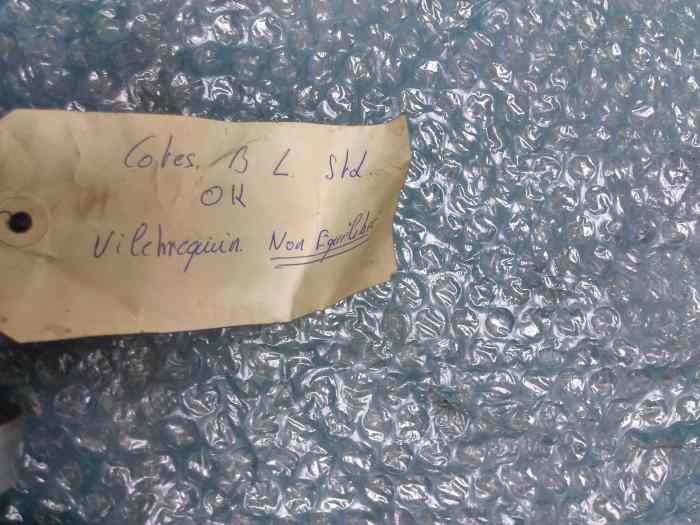 Cotes. B L. Std.
OK
Vilebrequin. Non Equilibré